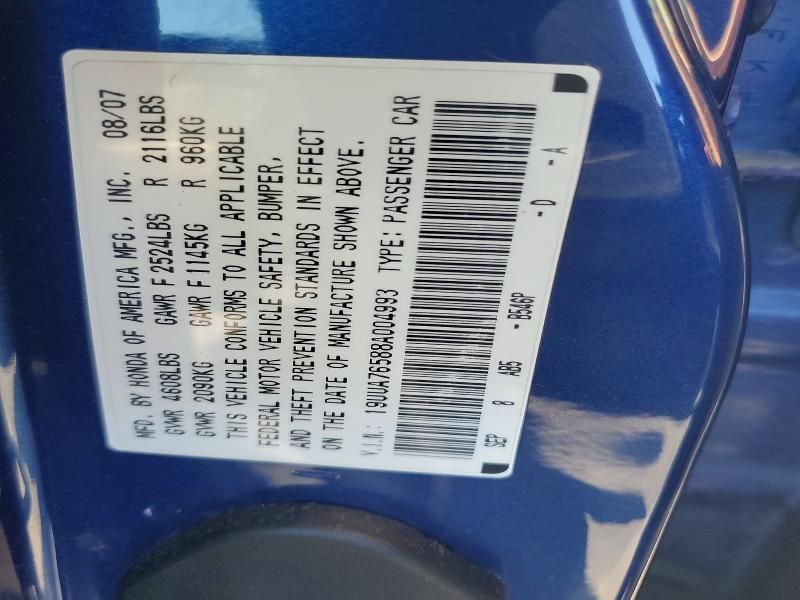 MFD. BY HONDA OF AMERICA MFG., INC. 08/07
GVWR 4608LBS GAWR F 2524LBS R 2116LBS
GVWR 2090KG GAWR F 1145KG R 960KG
THIS VEHICLE CONFORMS TO ALL APPLICABLE
FEDERAL MOTOR VEHICLE SAFETY, BUMPER,
AND THEFT PREVENTION STANDARDS IN EFFECT
ON THE DATE OF MANUFACTURE SHOWN ABOVE.
V.I.N.: 19UUA76588A004993 TYPE: PASSENGER CAR
SEP 8 AB5 - B546P - D - A